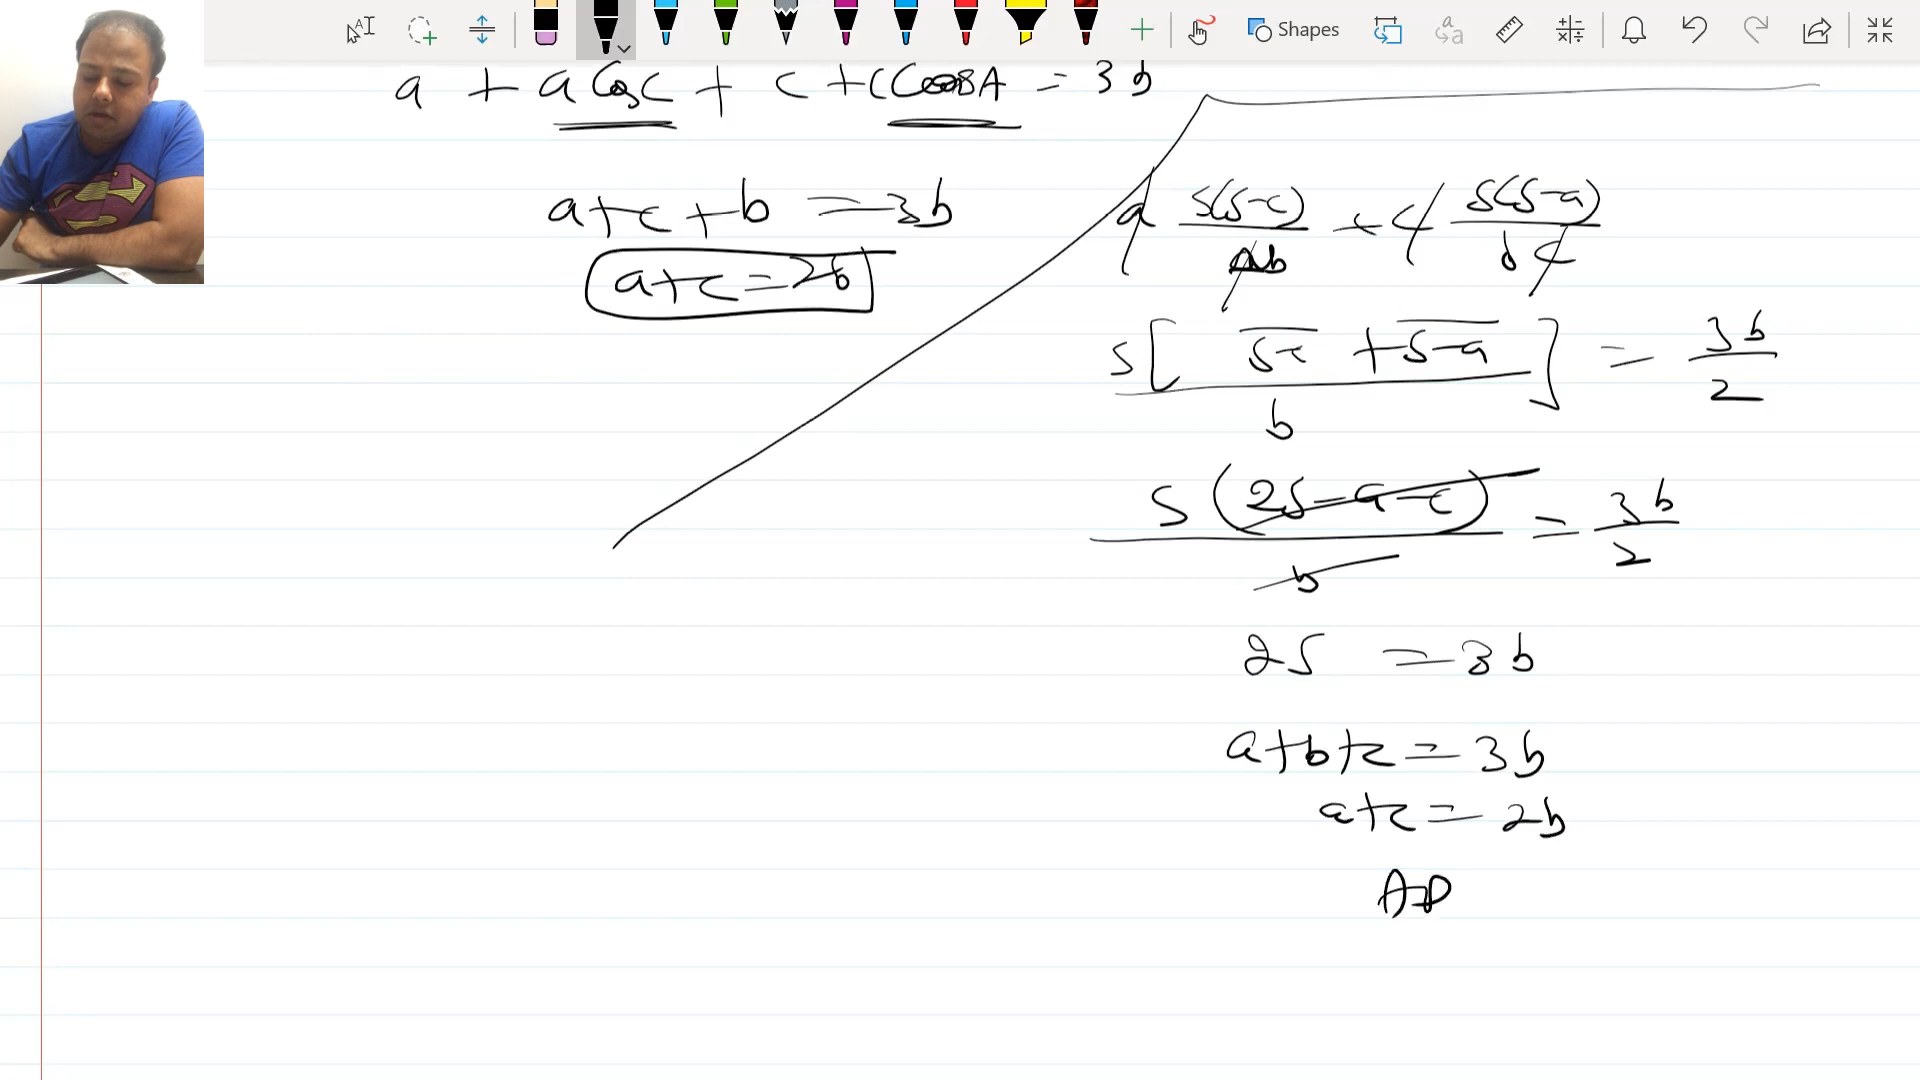 Shapes
a + a Cos C + c + c Cos A = 3b
a+c+b = 3b
a+c = 2b
a s(s-c)/ab + c s(s-a)/bc
s[ s-c + s-a ]/b = 3b/2
s(2s-a-c)/b = 3b/2
2s = 3b
a+b+c = 3b
a+c = 2b
AP